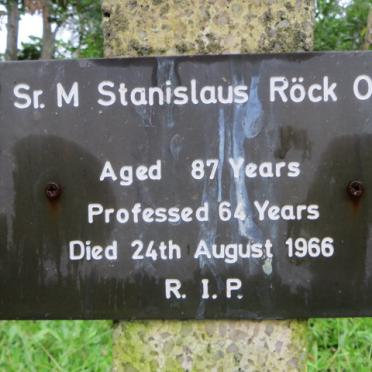 Sr. M Stanislaus Röck O
Aged 87 Years
Professed 64 Years
Died 24th August 1966
R. I. P.